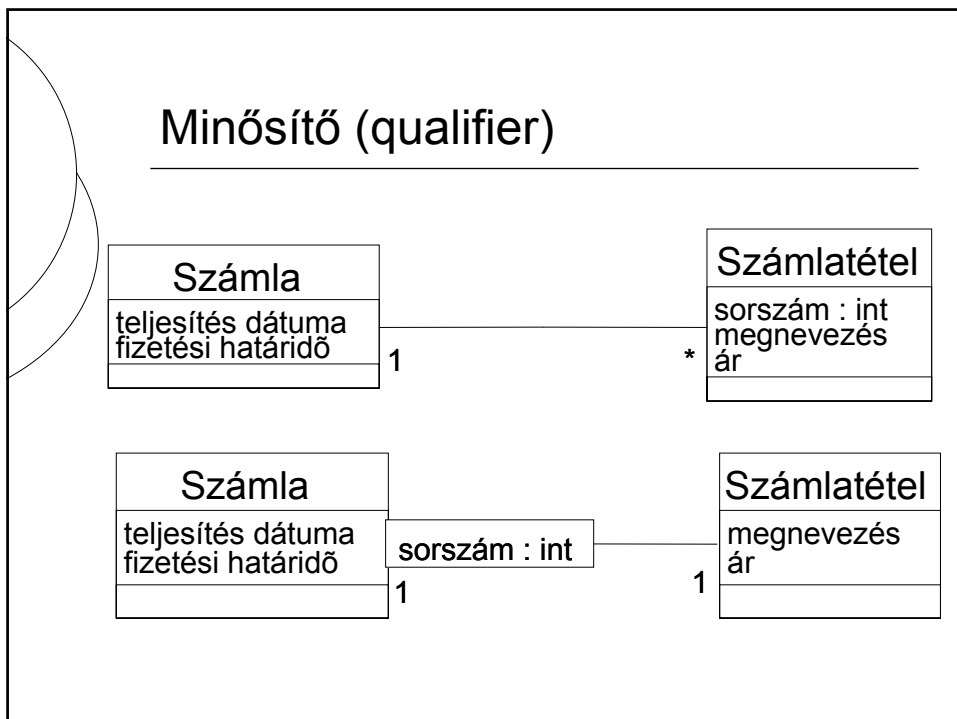 Minősítő (qualifier)
Számla
teljesítés dátuma
fizetési határidõ
1
*
Számlatétel
sorszám : int
megnevezés
ár
Számla
teljesítés dátuma
fizetési határidõ
sorszám : int
1
1
Számlatétel
megnevezés
ár